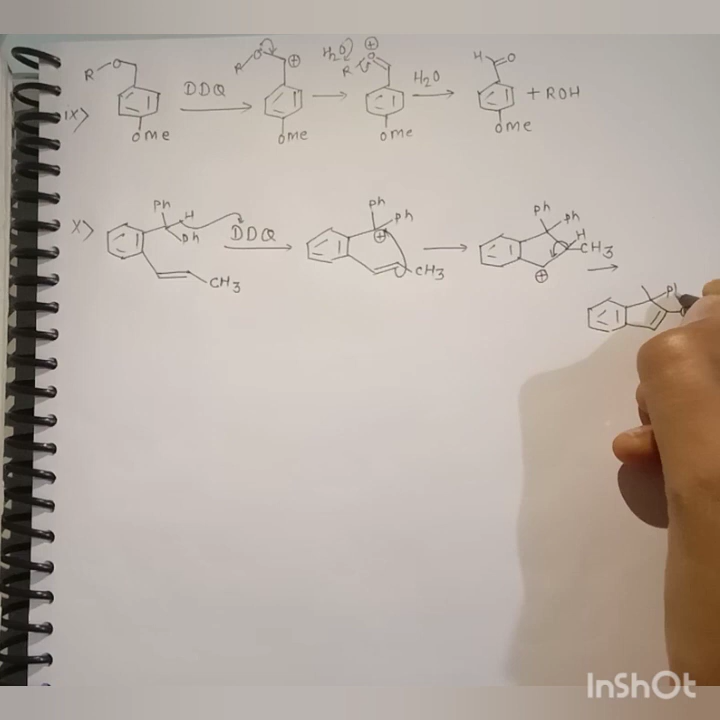 R-O DDQ R-O ⊕ H2O R O ⊕ H2O H O
ix> + ROH
OMe OMe OMe OMe
Ph H Ph ph Ph Ph H
x> Ph DDQ ⊕ CH3
CH3 CH3 ⊕
InShOt